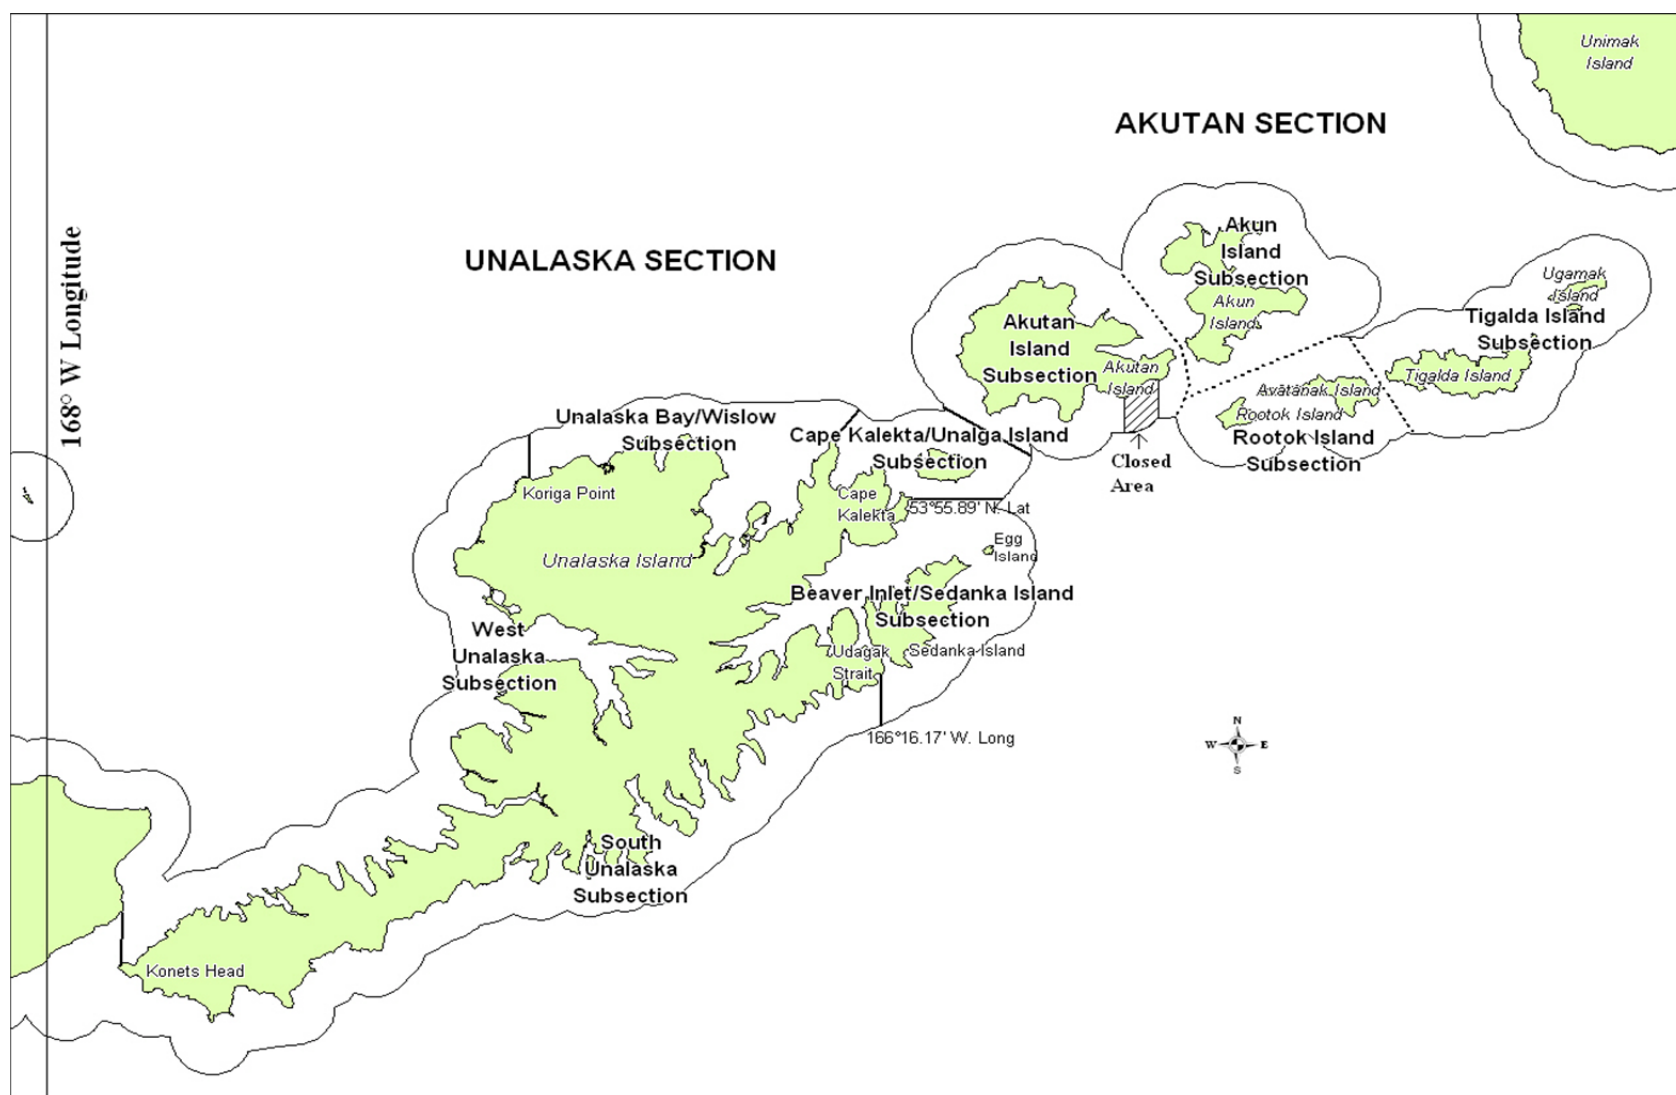 Unimak
Island
AKUTAN SECTION
168° W Longitude
UNALASKA SECTION
Akun
Island
Subsection
Akun
Island
Ugamak
Island
Tigalda Island
Subsection
Tigalda Island
Akutan
Island
Subsection
Akutan
Island
Avatanak Island
Rootok Island
Rootok Island
Subsection
Closed
Area
Unalaska Bay/Wislow
Subsection
Cape Kalekta/Unalga Island
Subsection
Koriga Point
Cape
Kalekta
53°55.89' N. Lat
Egg
Island
Unalaska Island
Beaver Inlet/Sedanka Island
Subsection
West
Unalaska
Subsection
Udagak
Strait
Sedanka Island
166°16.17' W. Long
N
W
E
S
South
Unalaska
Subsection
Konets Head